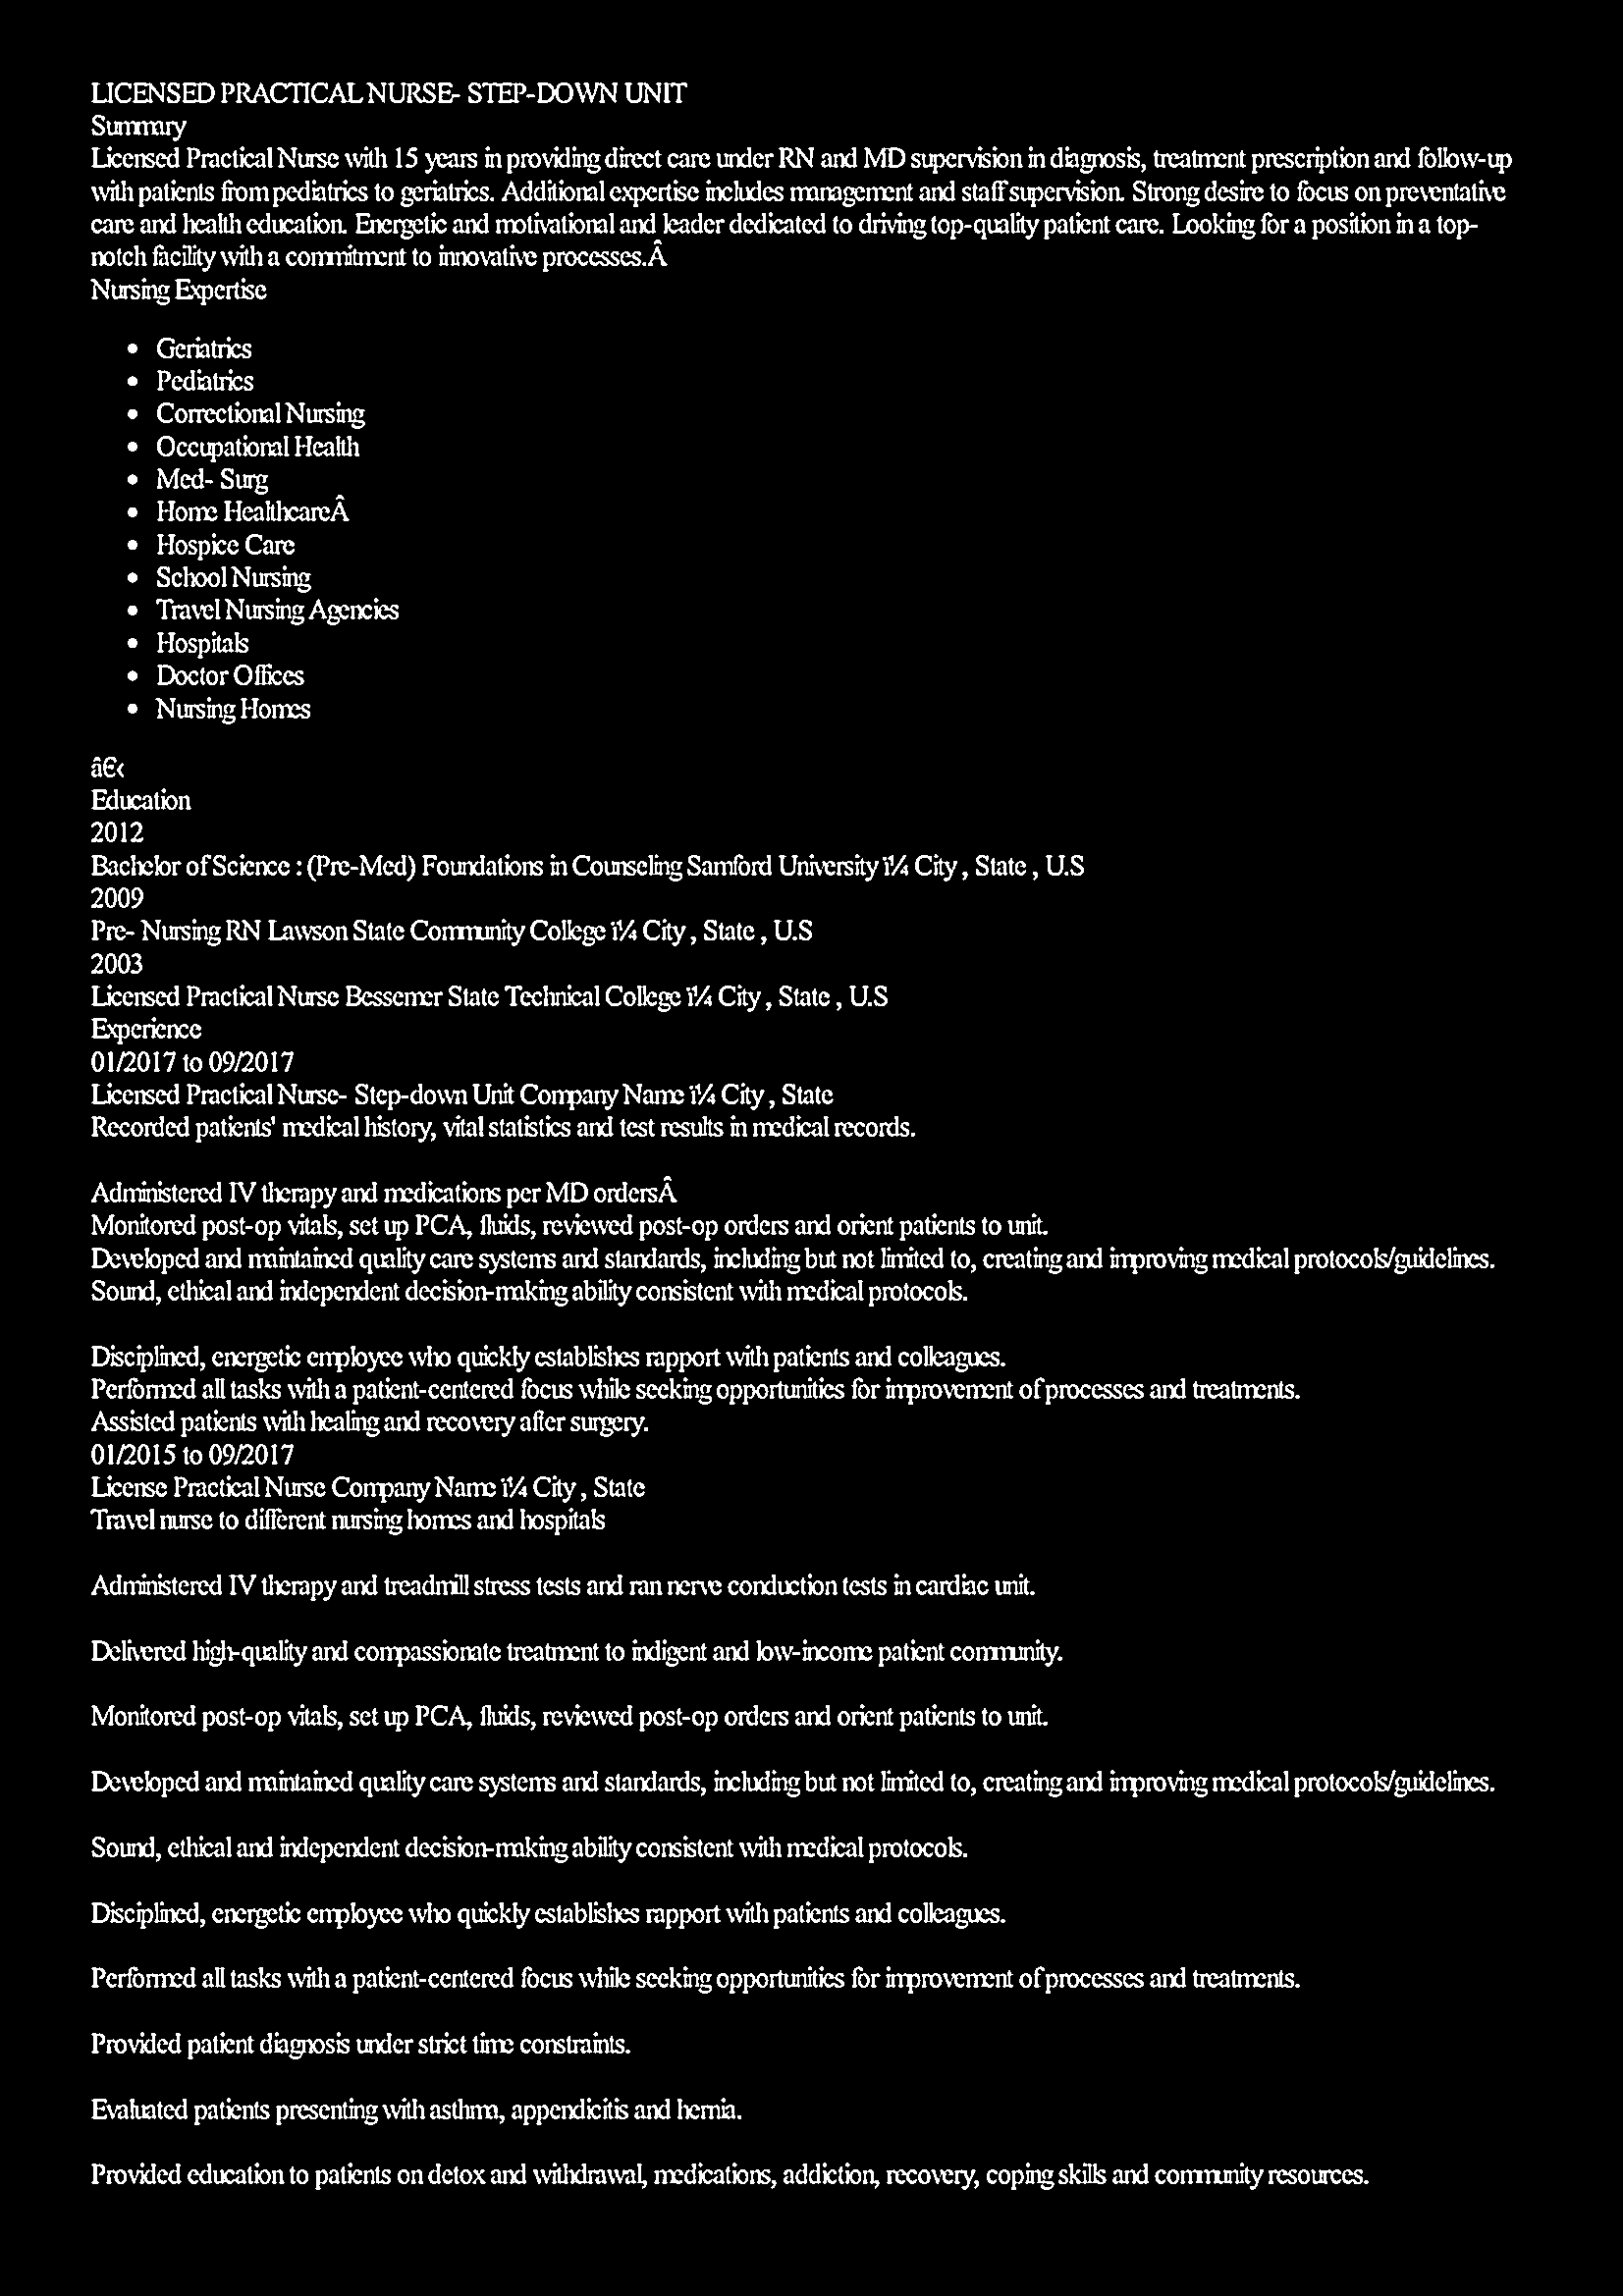 LICENSED PRACTICAL NURSE- STEP-DOWN UNIT
Summary
Licensed Practical Nurse with 15 years in providing direct care under RN and MD supervision in diagnosis, treatment prescription and follow-up
with patients from pediatrics to geriatrics. Additional expertise includes management and staff supervision. Strong desire to focus on preventative
care and health education. Energetic and motivational and leader dedicated to driving top-quality patient care. Looking for a position in a top-
notch facility with a commitment to innovative processes.Â
Nursing Expertise
• Geriatrics
• Pediatrics
• Correctional Nursing
• Occupational Health
• Med- Surg
• Home HealthcareÂ
• Hospice Care
• School Nursing
• Travel Nursing Agencies
• Hospitals
• Doctor Offices
• Nursing Homes
â€‹
Education
2012
Bachelor of Science : (Pre-Med) Foundations in Counseling Samford University ï¼ City , State , U.S
2009
Pre- Nursing RN Lawson State Community College ï¼ City , State , U.S
2003
Licensed Practical Nurse Bessemer State Technical College ï¼ City , State , U.S
Experience
01/2017 to 09/2017
Licensed Practical Nurse- Step-down Unit Company Name ï¼ City , State
Recorded patients' medical history, vital statistics and test results in medical records.
Administered IV therapy and medications per MD ordersÂ
Monitored post-op vitals, set up PCA, fluids, reviewed post-op orders and orient patients to unit.
Developed and maintained quality care systems and standards, including but not limited to, creating and improving medical protocols/guidelines.
Sound, ethical and independent decision-making ability consistent with medical protocols.
Disciplined, energetic employee who quickly establishes rapport with patients and colleagues.
Performed all tasks with a patient-centered focus while seeking opportunities for improvement of processes and treatments.
Assisted patients with healing and recovery after surgery.
01/2015 to 09/2017
License Practical Nurse Company Name ï¼ City , State
Travel nurse to different nursing homes and hospitals
Administered IV therapy and treadmill stress tests and ran nerve conduction tests in cardiac unit.
Delivered high-quality and compassionate treatment to indigent and low-income patient community.
Monitored post-op vitals, set up PCA, fluids, reviewed post-op orders and orient patients to unit.
Developed and maintained quality care systems and standards, including but not limited to, creating and improving medical protocols/guidelines.
Sound, ethical and independent decision-making ability consistent with medical protocols.
Disciplined, energetic employee who quickly establishes rapport with patients and colleagues.
Performed all tasks with a patient-centered focus while seeking opportunities for improvement of processes and treatments.
Provided patient diagnosis under strict time constraints.
Evaluated patients presenting with asthma, appendicitis and hernia.
Provided education to patients on detox and withdrawal, medications, addiction, recovery, coping skills and community resources.